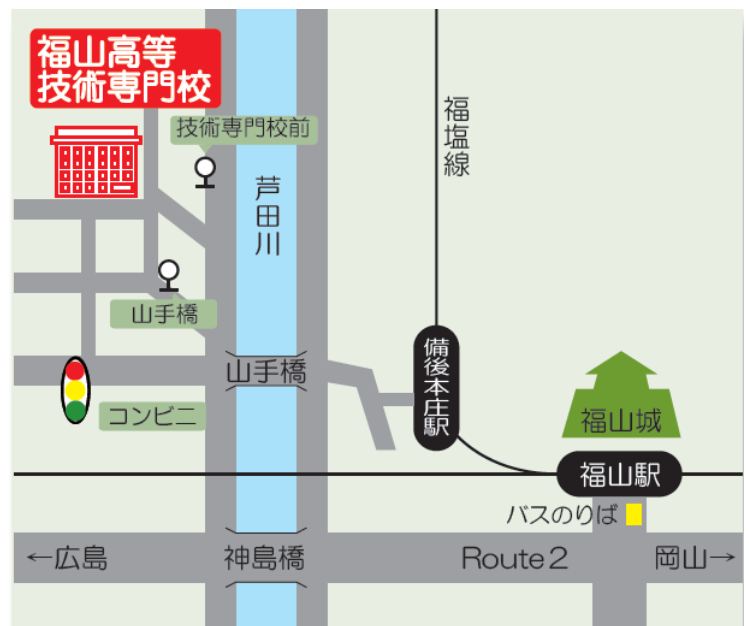 福山高等
技術専門校
技術専門校前
芦田川
福塩線
山手橋
山手橋
備後本庄駅
コンビニ
福山城
福山駅
バスのりば
←広島
神島橋
Route2
岡山→